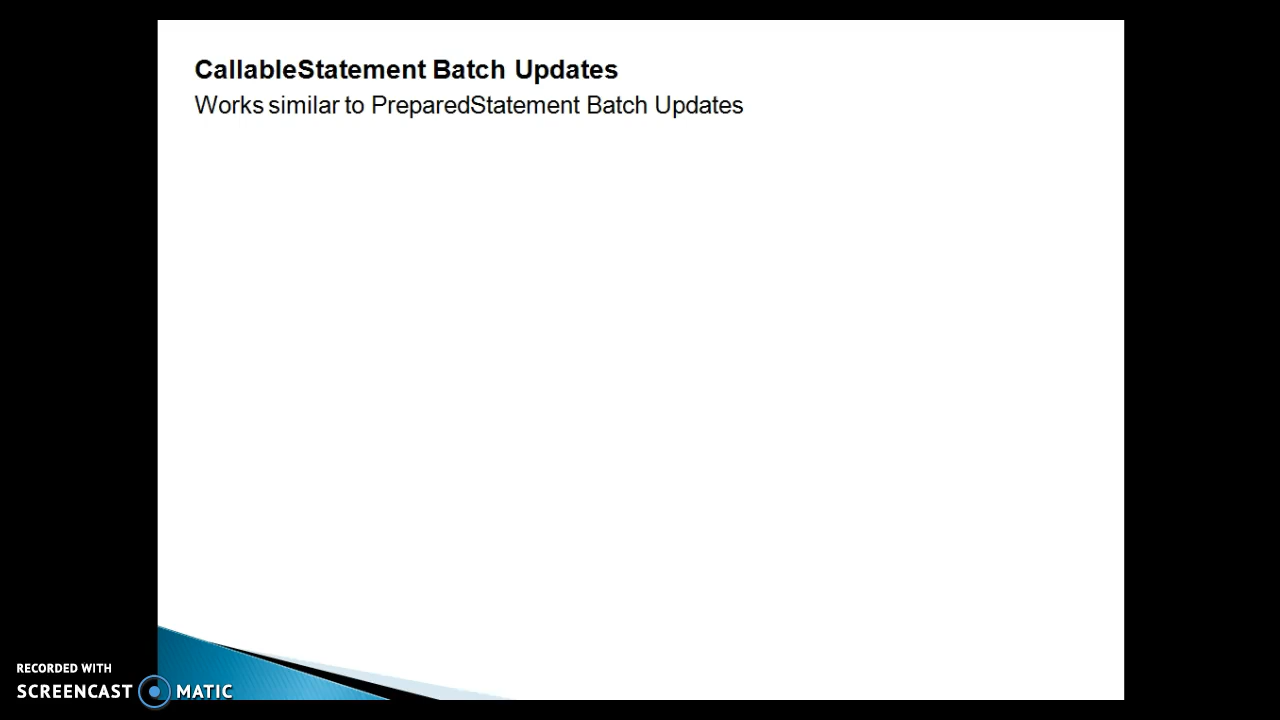 CallableStatement Batch Updates
Works similar to PreparedStatement Batch Updates
RECORDED WITH
SCREENCAST MATIC